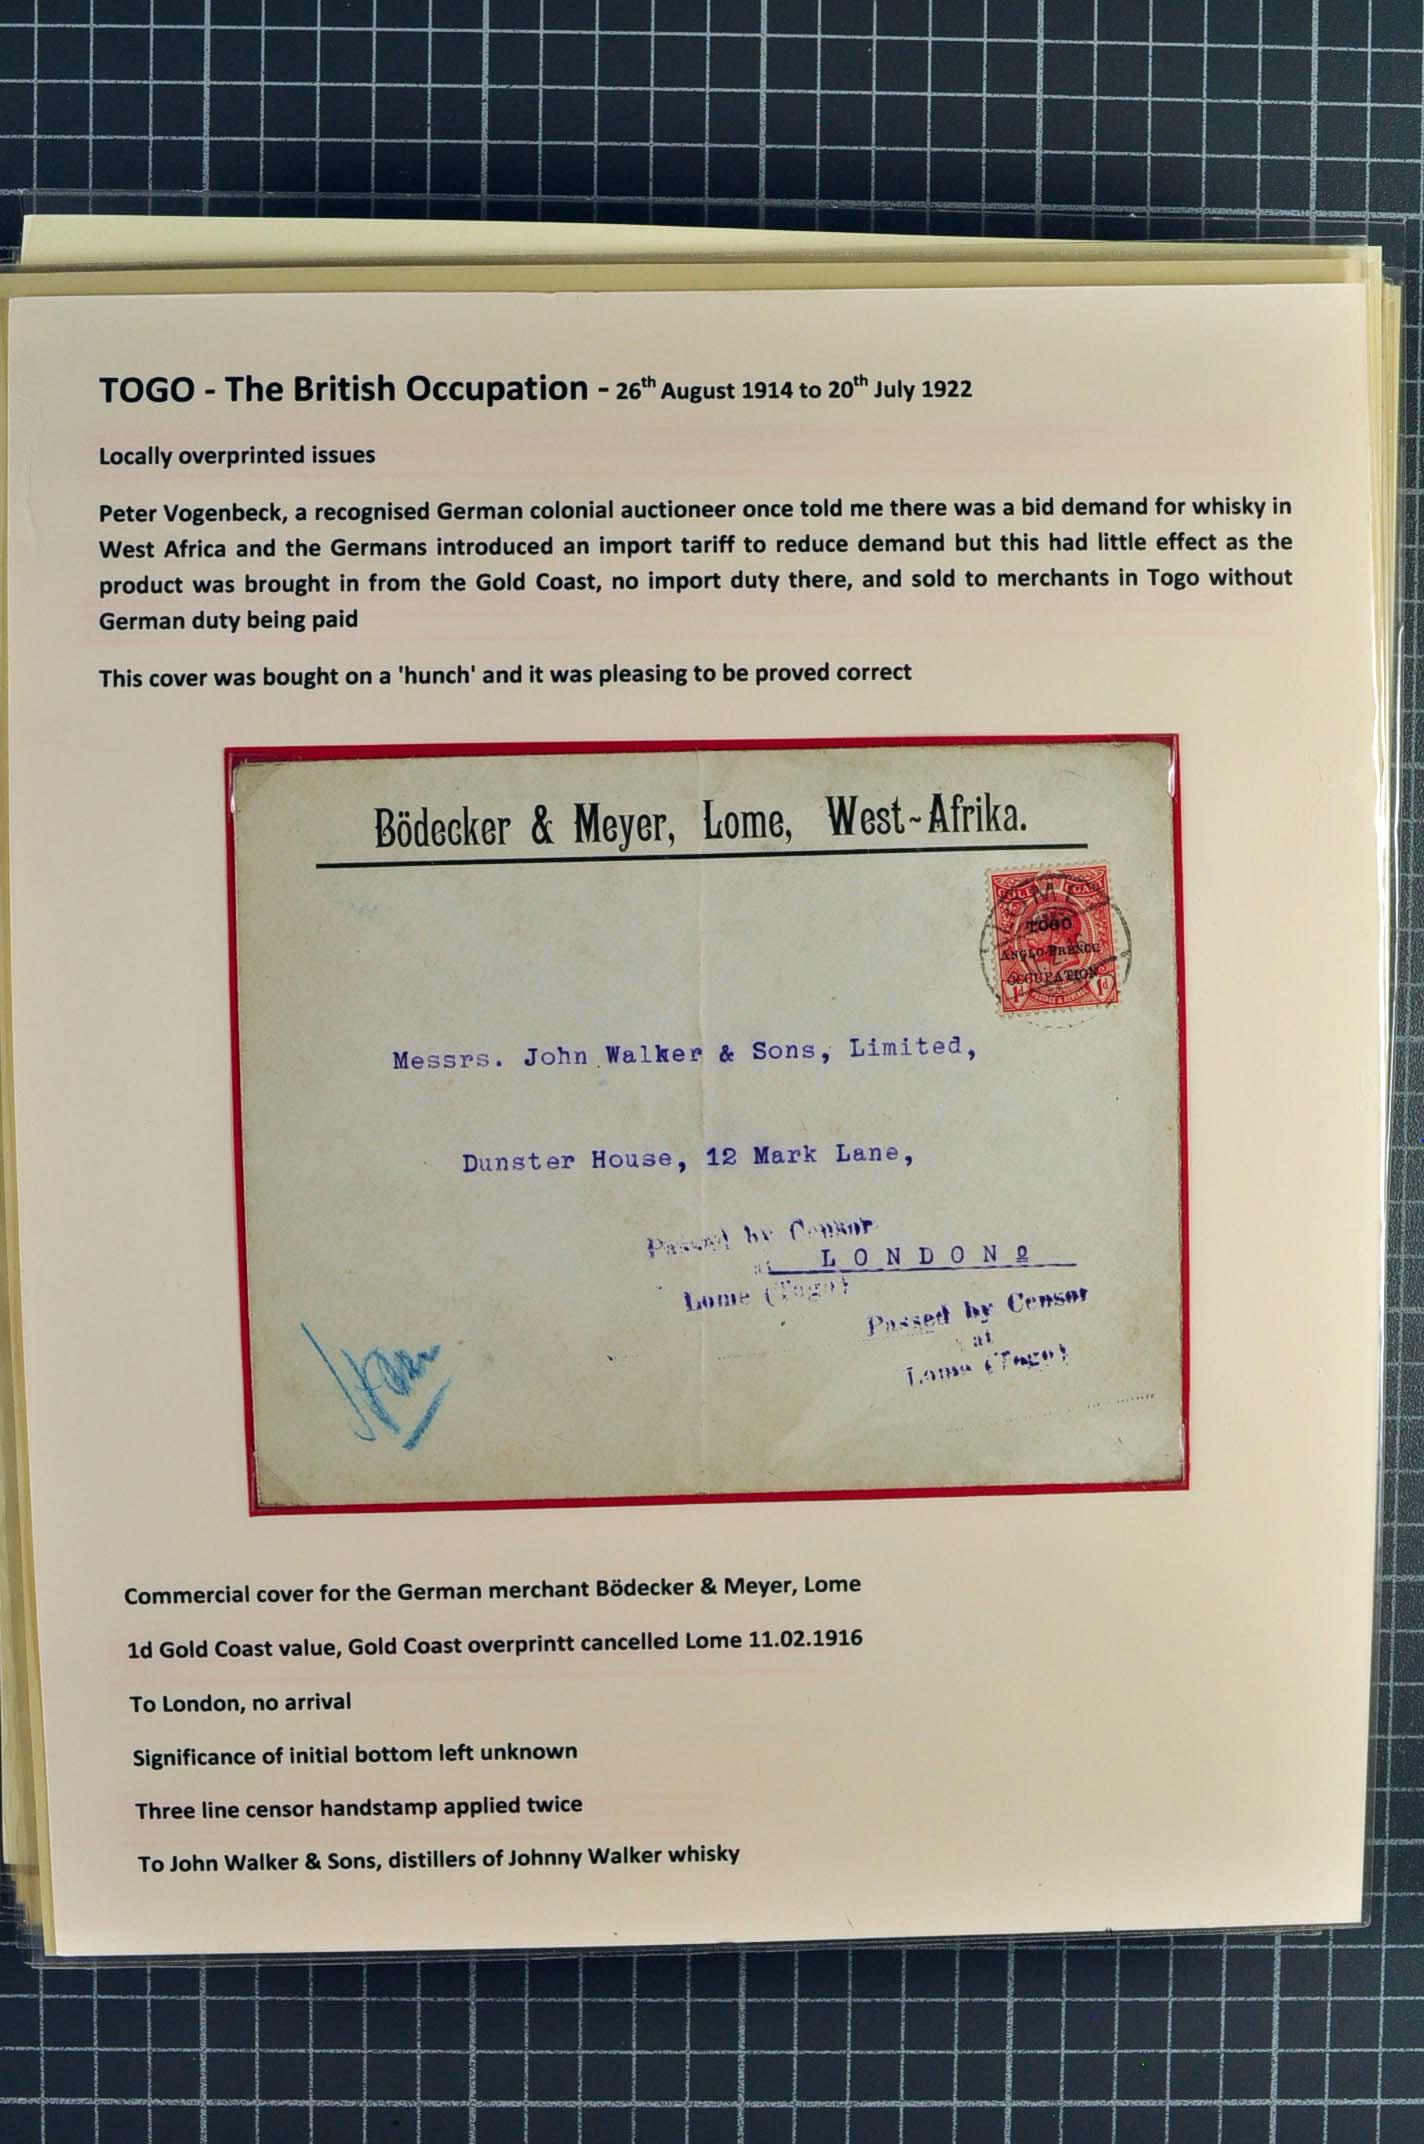 TOGO - The British Occupation - 26th August 1914 to 20th July 1922
Locally overprinted issues
Peter Vogenbeck, a recognised German colonial auctioneer once told me there was a bid demand for whisky in
West Africa and the Germans introduced an import tariff to reduce demand but this had little effect as the
product was brought in from the Gold Coast, no import duty there, and sold to merchants in Togo without
German duty being paid
This cover was bought on a 'hunch' and it was pleasing to be proved correct
Bödecker & Meyer, Lome, West-Afrika.
LOME
TOGO
ANGLO-FRENCH
OCCUPATION
1d 1d
Messrs. John Walker & Sons, Limited,
Dunster House, 12 Mark Lane,
Passed by Censor
at
LONDON
Lome (Togo)
Passed by Censor
at
Lome (Togo)
Commercial cover for the German merchant Bödecker & Meyer, Lome
1d Gold Coast value, Gold Coast overprintt cancelled Lome 11.02.1916
To London, no arrival
Significance of initial bottom left unknown
Three line censor handstamp applied twice
To John Walker & Sons, distillers of Johnny Walker whisky